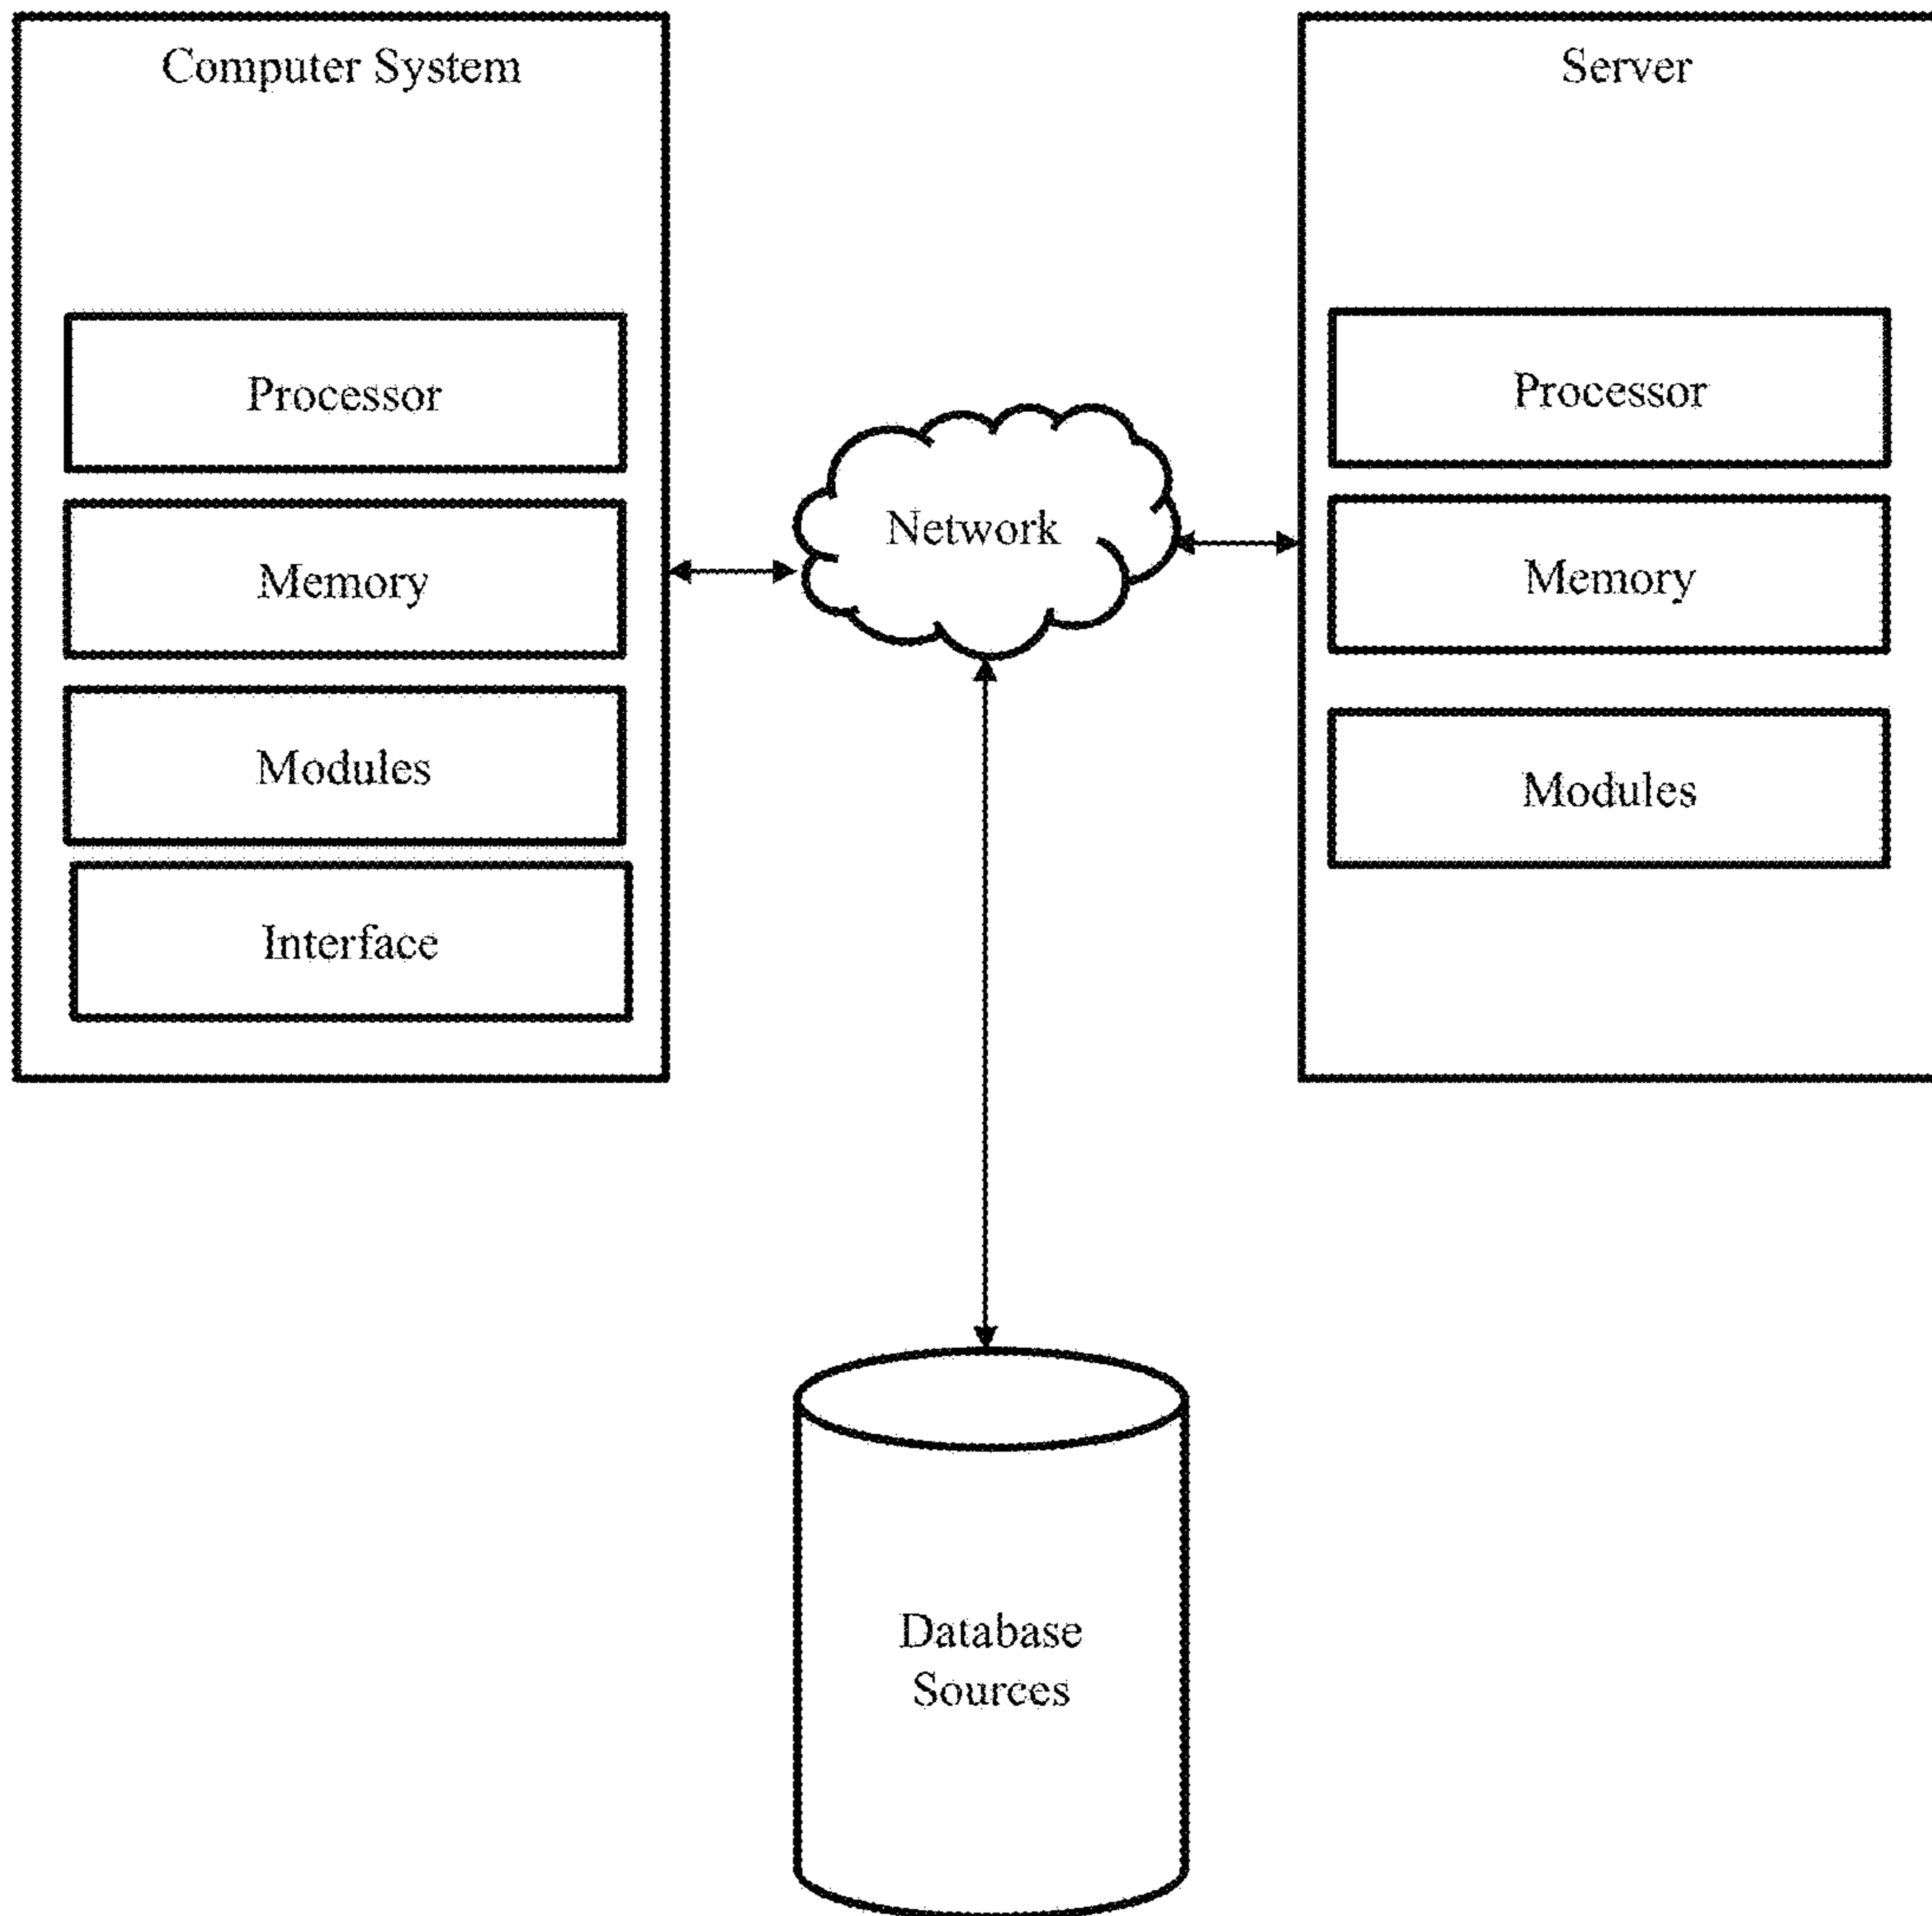 Computer System
Processor
Memory
Modules
Interface
Network
Server
Processor
Memory
Modules
Database
Sources